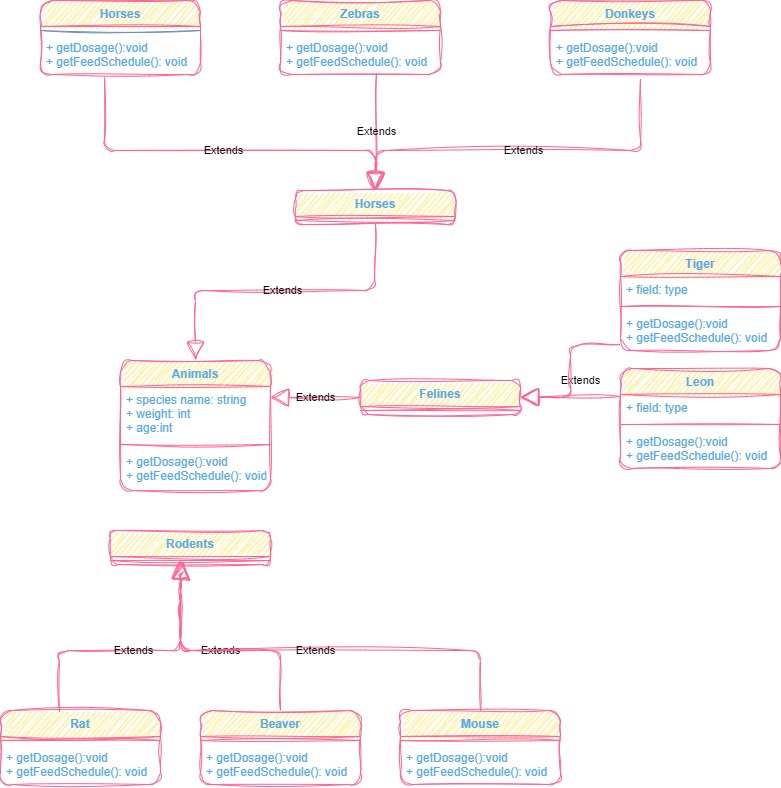 Horses
+ getDosage():void
+ getFeedSchedule(): void
Zebras
+ getDosage():void
+ getFeedSchedule(): void
Donkeys
+ getDosage():void
+ getFeedSchedule(): void
Extends
Extends
Extends
Horses
Extends
Tiger
+ field: type
+ getDosage():void
+ getFeedSchedule(): void
Animals
+ species name: string
+ weight: int
+ age:int
+ getDosage():void
+ getFeedSchedule(): void
Extends
Felines
Extends
Leon
+ field: type
+ getDosage():void
+ getFeedSchedule(): void
Rodents
Extends
Extends
Extends
Rat
+ getDosage():void
+ getFeedSchedule(): void
Beaver
+ getDosage():void
+ getFeedSchedule(): void
Mouse
+ getDosage():void
+ getFeedSchedule(): void